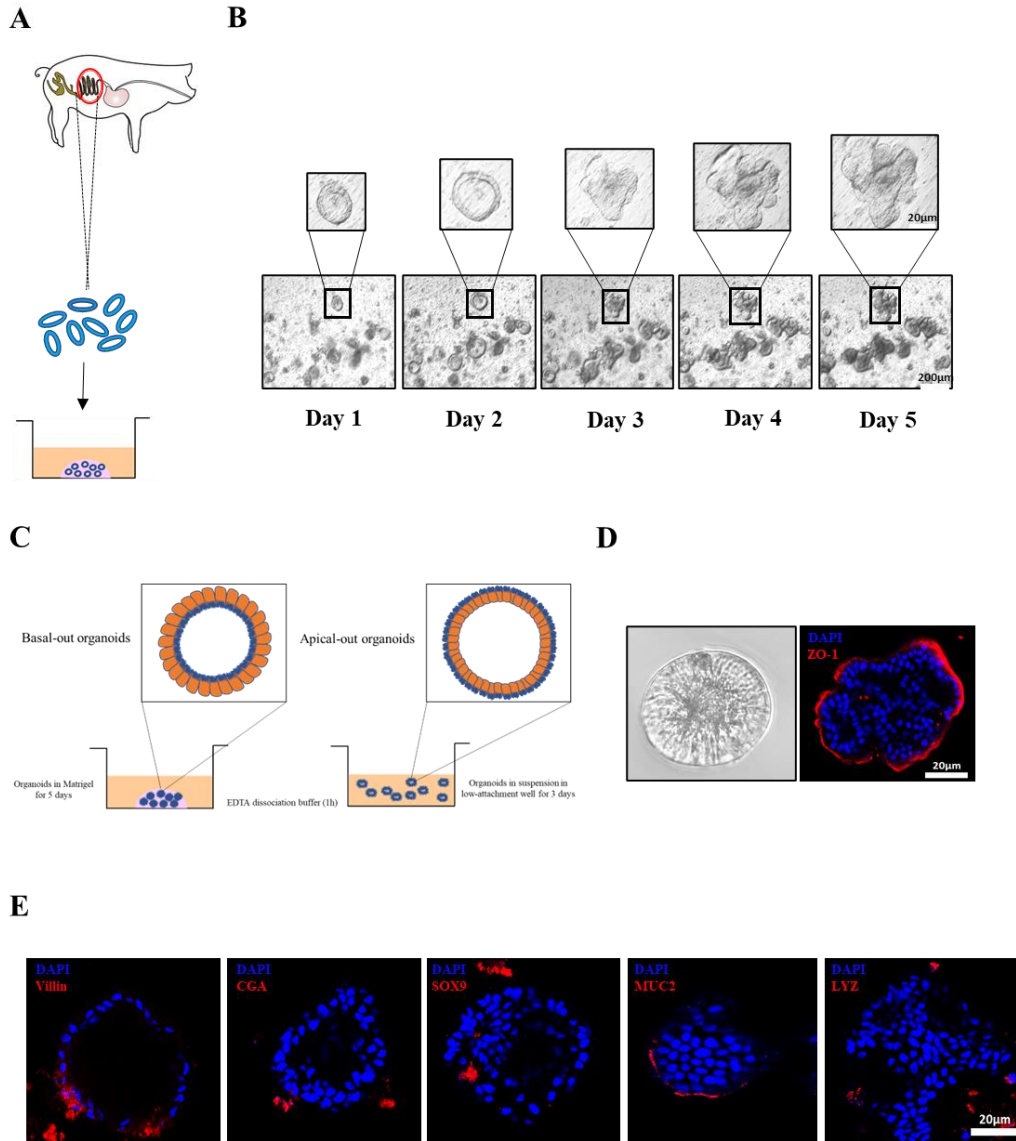 A
B
20μm
200μm
Day 1
Day 2
Day 3
Day 4
Day 5
C
D
Basal-out organoids
Apical-out organoids
Organoids in Matrigel
for 5 days
EDTA dissociation buffer (1h)
Organoids in suspension in
low-attachment well for 3 days
DAPI
ZO-1
20μm
E
DAPI
Villin
DAPI
CGA
DAPI
SOX9
DAPI
MUC2
DAPI
LYZ
20μm